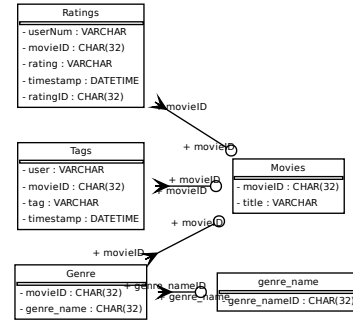 Ratings
- userNum : VARCHAR
- movieID : CHAR(32)
- rating : VARCHAR
- timestamp : DATETIME
- ratingID : CHAR(32)
movieID
+ movieID
Tags
- user : VARCHAR
- movieID : CHAR(32)
- tag : VARCHAR
- timestamp : DATETIME
+ movieID
+ movieID
Movies
- movieID : CHAR(32)
- title : VARCHAR
+ movieID
+ movieID
Genre
- movieID : CHAR(32)
- genre_name : CHAR(32)
+ genre_nameID
+ genre_name
genre_name
- genre_nameID : CHAR(32)